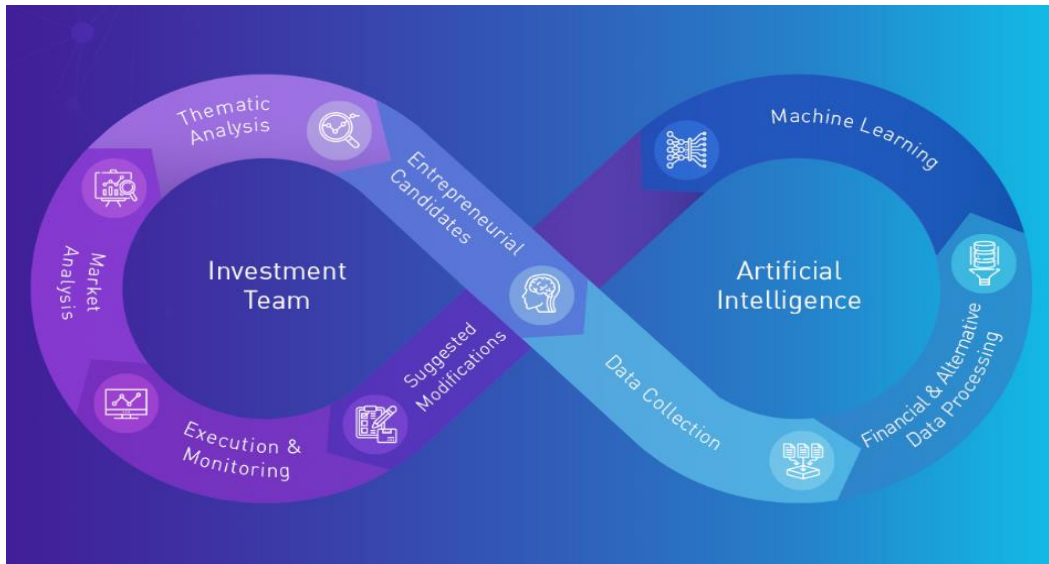 Thematic
Analysis
Entrepreneurial
Candidates
Machine Learning
Market
Analysis
Investment
Team
Artificial
Intelligence
Suggested
Modifications
Data Collection
Financial & Alternative
Data Processing
Execution &
Monitoring